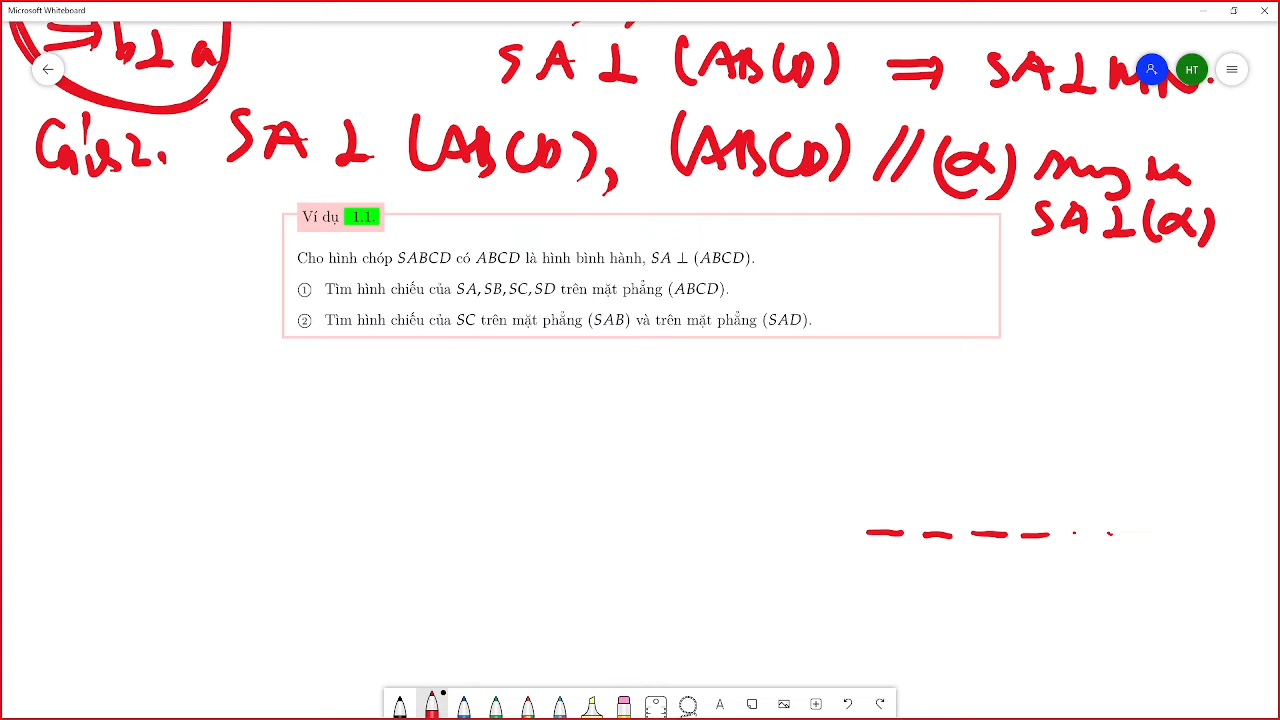 Microsoft Whiteboard
⇒ b⊥a
SA ⊥ (ABCD) ⇒ SA ⊥
HT
2. SA ⊥ (ABCD), (ABCD) // (α)
SA ⊥ (α)
Ví dụ 1.1.
Cho hình chóp SABCD có ABCD là hình bình hành, SA ⊥ (ABCD).
1 Tìm hình chiếu của SA, SB, SC, SD trên mặt phẳng (ABCD).
2 Tìm hình chiếu của SC trên mặt phẳng (SAB) và trên mặt phẳng (SAD).
A